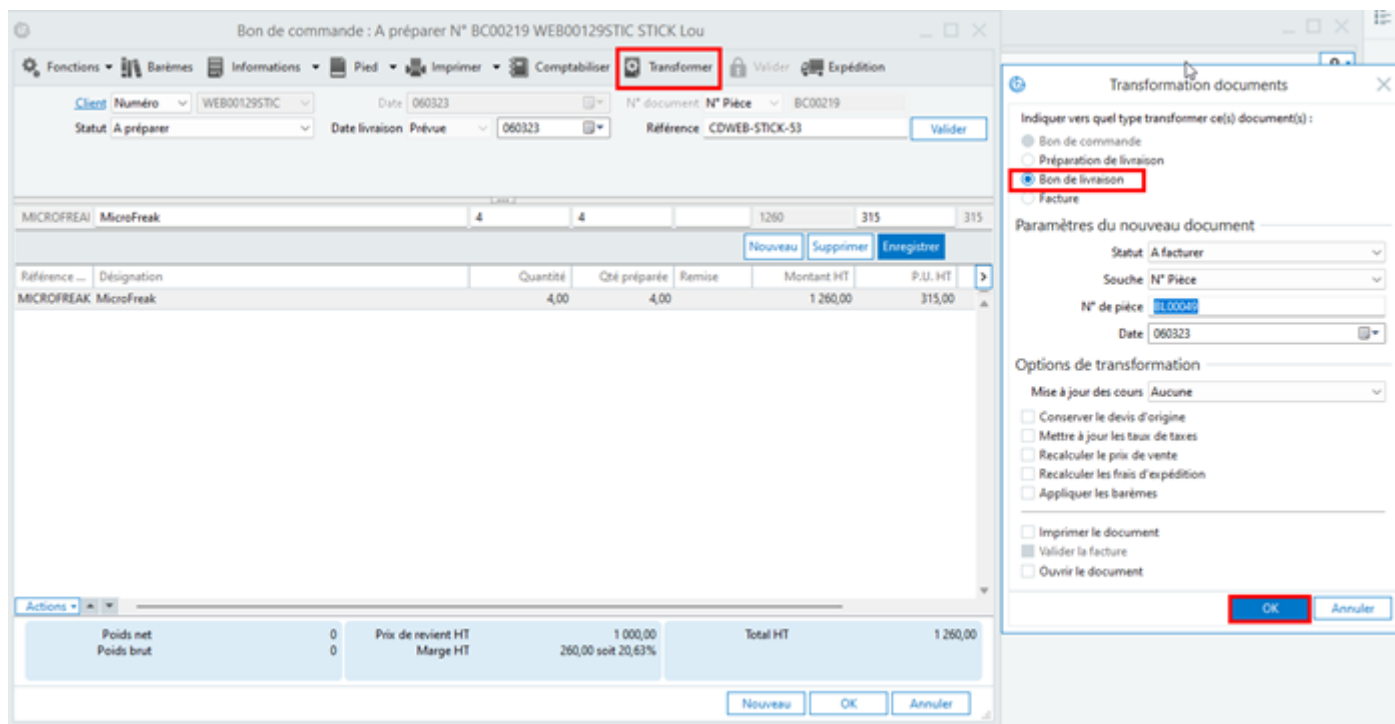 Bon de commande : A préparer N° BC00219 WEB00129STIC STICK Lou
Fonctions Barèmes Informations Pied Imprimer Comptabiliser Transformer Valider Expédition
Client Numéro WEB00129STIC Date 060323 N° document N° Pièce BC00219
Statut A préparer Date livraison Prévue 060323 Référence CDWEB-STICK-53 Valider
MICROFREAI MicroFreak 4 4 1260 315 315
Nouveau Supprimer Enregistrer
Référence ... Désignation Quantité Qté préparée Remise Montant HT P.U. HT
MICROFREAK MicroFreak 4,00 4,00 1 260,00 315,00
Actions
Poids net 0 Prix de revient HT 1 000,00 Total HT 1 260,00
Poids brut 0 Marge HT 260,00 soit 20,63%
Nouveau OK Annuler
Transformation documents
Indiquer vers quel type transformer ce(s) document(s) :
Bon de commande
Préparation de livraison
Bon de livraison
Facture
Paramètres du nouveau document
Statut A facturer
Souche N° Pièce
N° de pièce BL00049
Date 060323
Options de transformation
Mise à jour des cours Aucune
Conserver le devis d'origine
Mettre à jour les taux de taxes
Recalculer le prix de vente
Recalculer les frais d'expédition
Appliquer les barèmes
Imprimer le document
Valider la facture
Ouvrir le document
OK Annuler